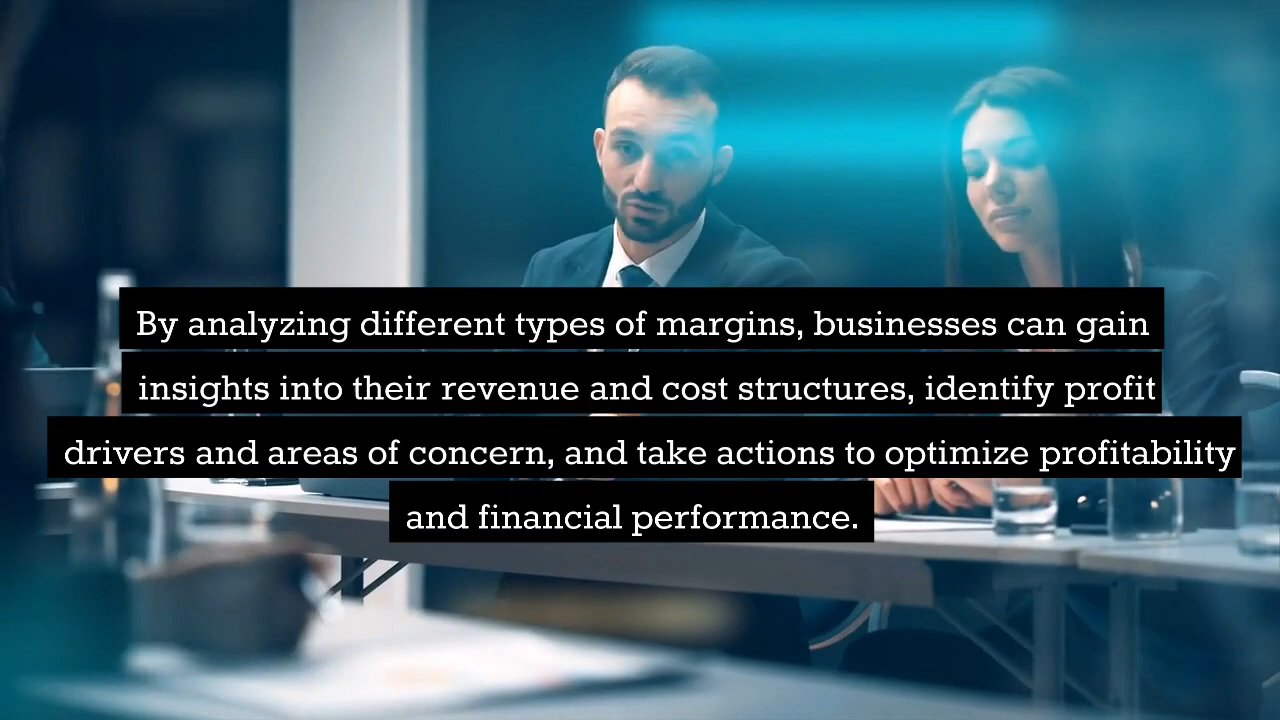 By analyzing different types of margins, businesses can gain
insights into their revenue and cost structures, identify profit
drivers and areas of concern, and take actions to optimize profitability
and financial performance.